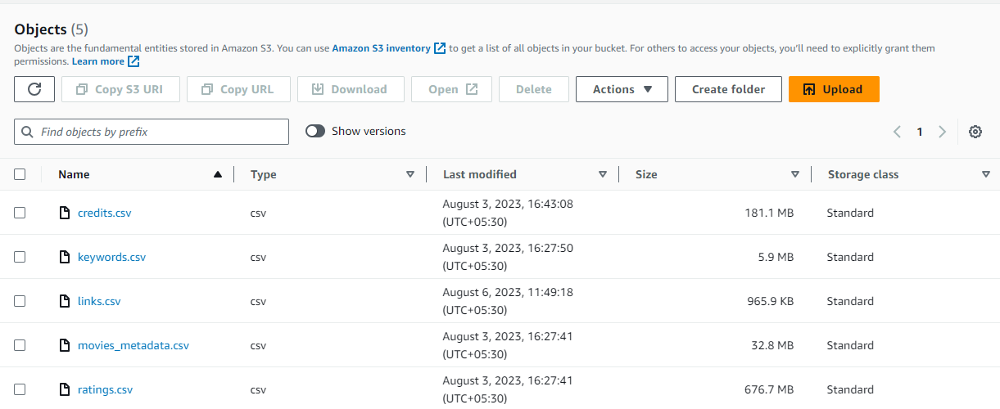 Objects (5)
Objects are the fundamental entities stored in Amazon S3. You can use Amazon S3 inventory to get a list of all objects in your bucket. For others to access your objects, you'll need to explicitly grant them
permissions. Learn more
Copy S3 URI Copy URL Download Open Delete Actions Create folder Upload
Find objects by prefix Show versions 1
Name Type Last modified Size Storage class
credits.csv csv August 3, 2023, 16:43:08 181.1 MB Standard
(UTC+05:30)
keywords.csv csv August 3, 2023, 16:27:50 5.9 MB Standard
(UTC+05:30)
links.csv csv August 6, 2023, 11:49:18 965.9 KB Standard
(UTC+05:30)
movies_metadata.csv csv August 3, 2023, 16:27:41 32.8 MB Standard
(UTC+05:30)
ratings.csv csv August 3, 2023, 16:27:41 676.7 MB Standard
(UTC+05:30)